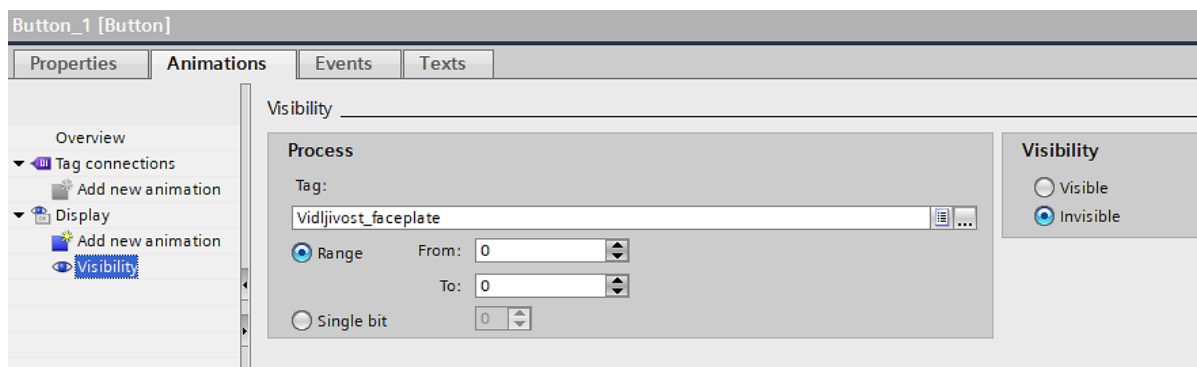 Button_1 [Button]
Properties Animations Events Texts
Overview
Tag connections
Add new animation
Display
Add new animation
Visibility
Visibility
Process
Tag:
Vidljivost_faceplate
...
Range From: 0
To: 0
Single bit 0
Visibility
Visible
Invisible